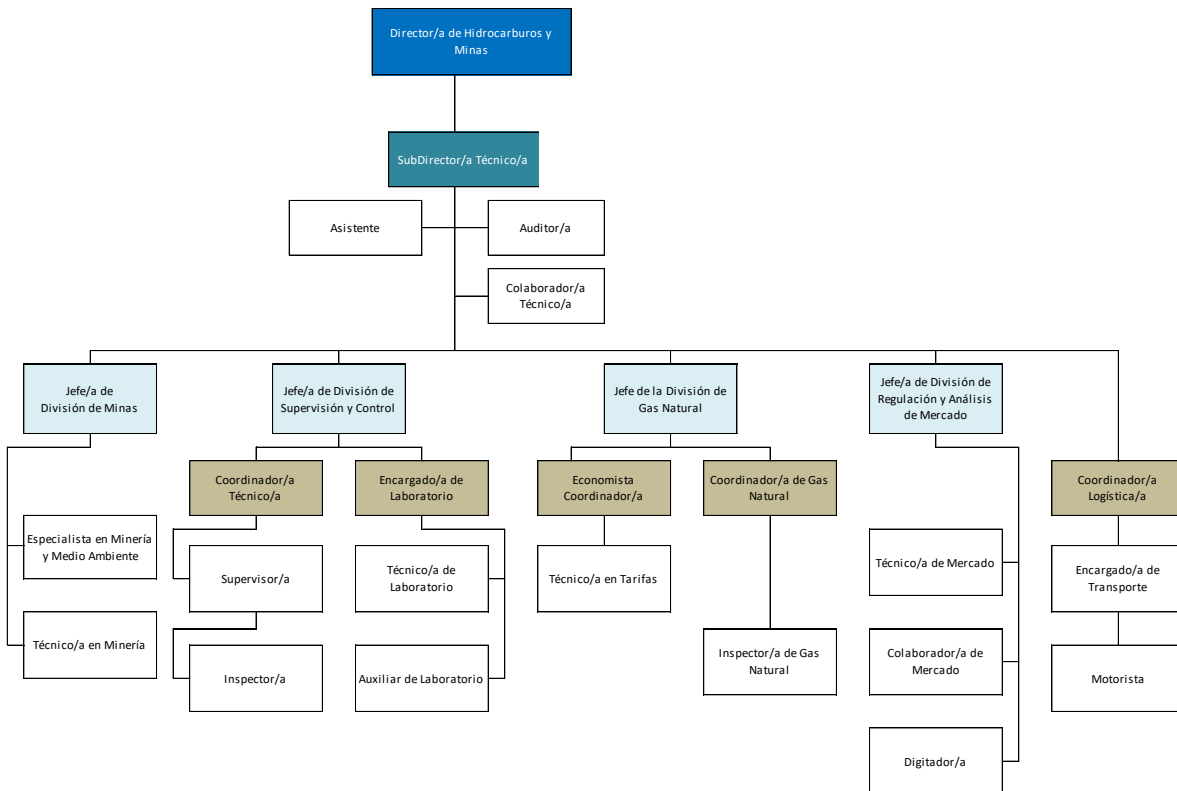 Director/a de Hidrocarburos y
Minas
SubDirector/a Técnico/a
Asistente
Auditor/a
Colaborador/a
Técnico/a
Jefe/a de
División de Minas
Jefe/a de División de
Supervisión y Control
Jefe de la División de
Gas Natural
Jefe/a de División de
Regulación y Análisis
de Mercado
Coordinador/a
Técnico/a
Encargado/a de
Laboratorio
Economista
Coordinador/a
Coordinador/a de Gas
Natural
Coordinador/a
Logística/a
Especialista en Minería
y Medio Ambiente
Supervisor/a
Técnico/a de
Laboratorio
Técnico/a en Tarifas
Técnico/a de Mercado
Encargado/a de
Transporte
Técnico/a en Minería
Inspector/a
Auxiliar de Laboratorio
Inspector/a de Gas
Natural
Colaborador/a de
Mercado
Motorista
Digitador/a